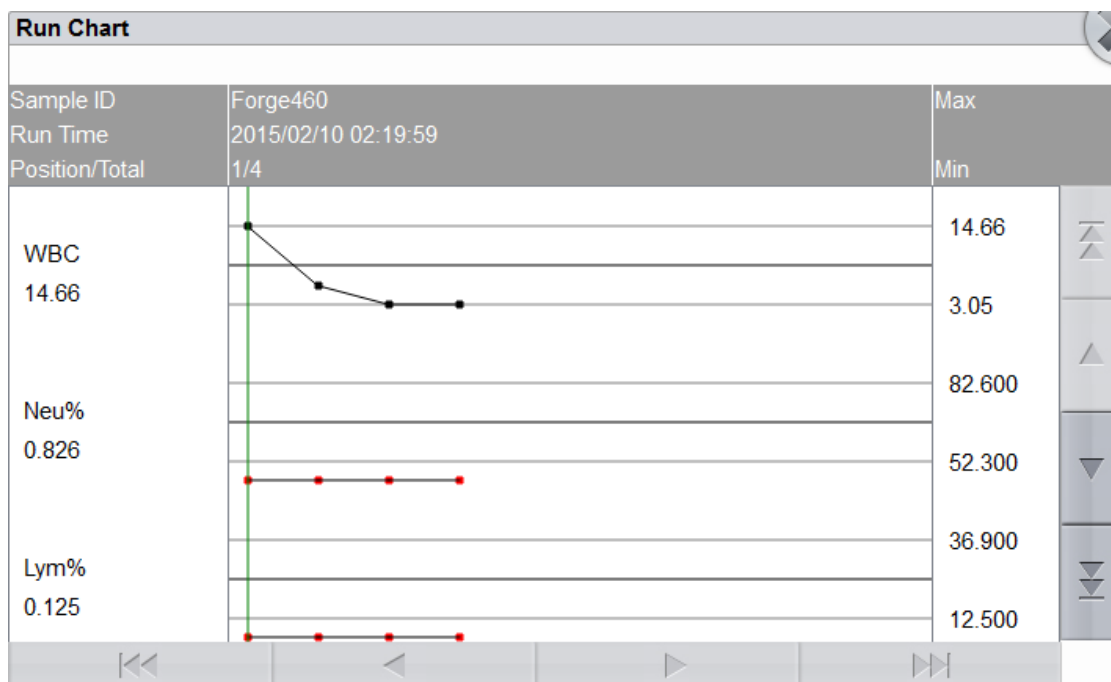 Run Chart
Sample ID Forge460 Max
Run Time 2015/02/10 02:19:59
Position/Total 1/4 Min
14.66
WBC
14.66
3.05
82.600
Neu%
0.826
52.300
36.900
Lym%
0.125
12.500